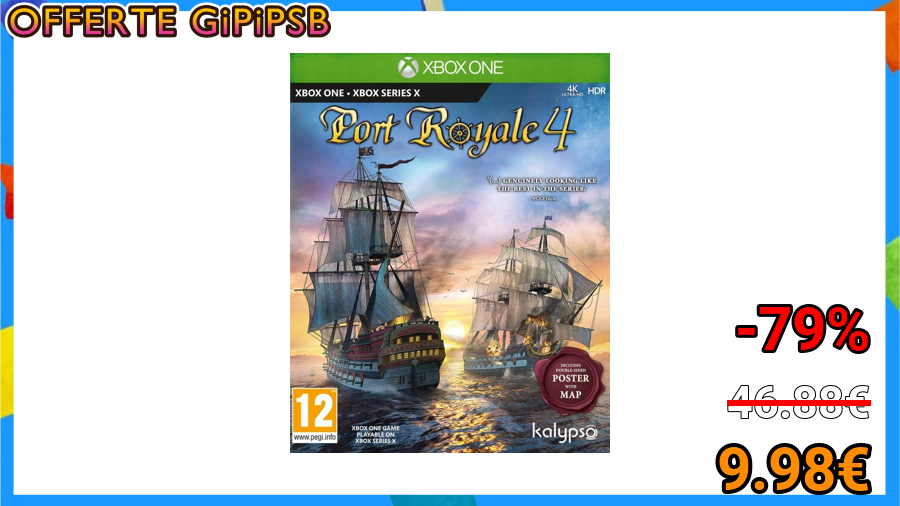 OFFERTE GiPiPSB
XBOX ONE
XBOX ONE • XBOX SERIES X
4K
ULTRA HD
HDR
Port Royale 4
"(...) GENUINELY LOOKING LIKE
THE BEST IN THE SERIES."
INCLUDES
DOUBLE-SIDED
POSTER
WITH
MAP
12
www.pegi.info
XBOX ONE GAME
PLAYABLE ON
XBOX SERIES X
kalypso
-79%
46.88€
9.98€